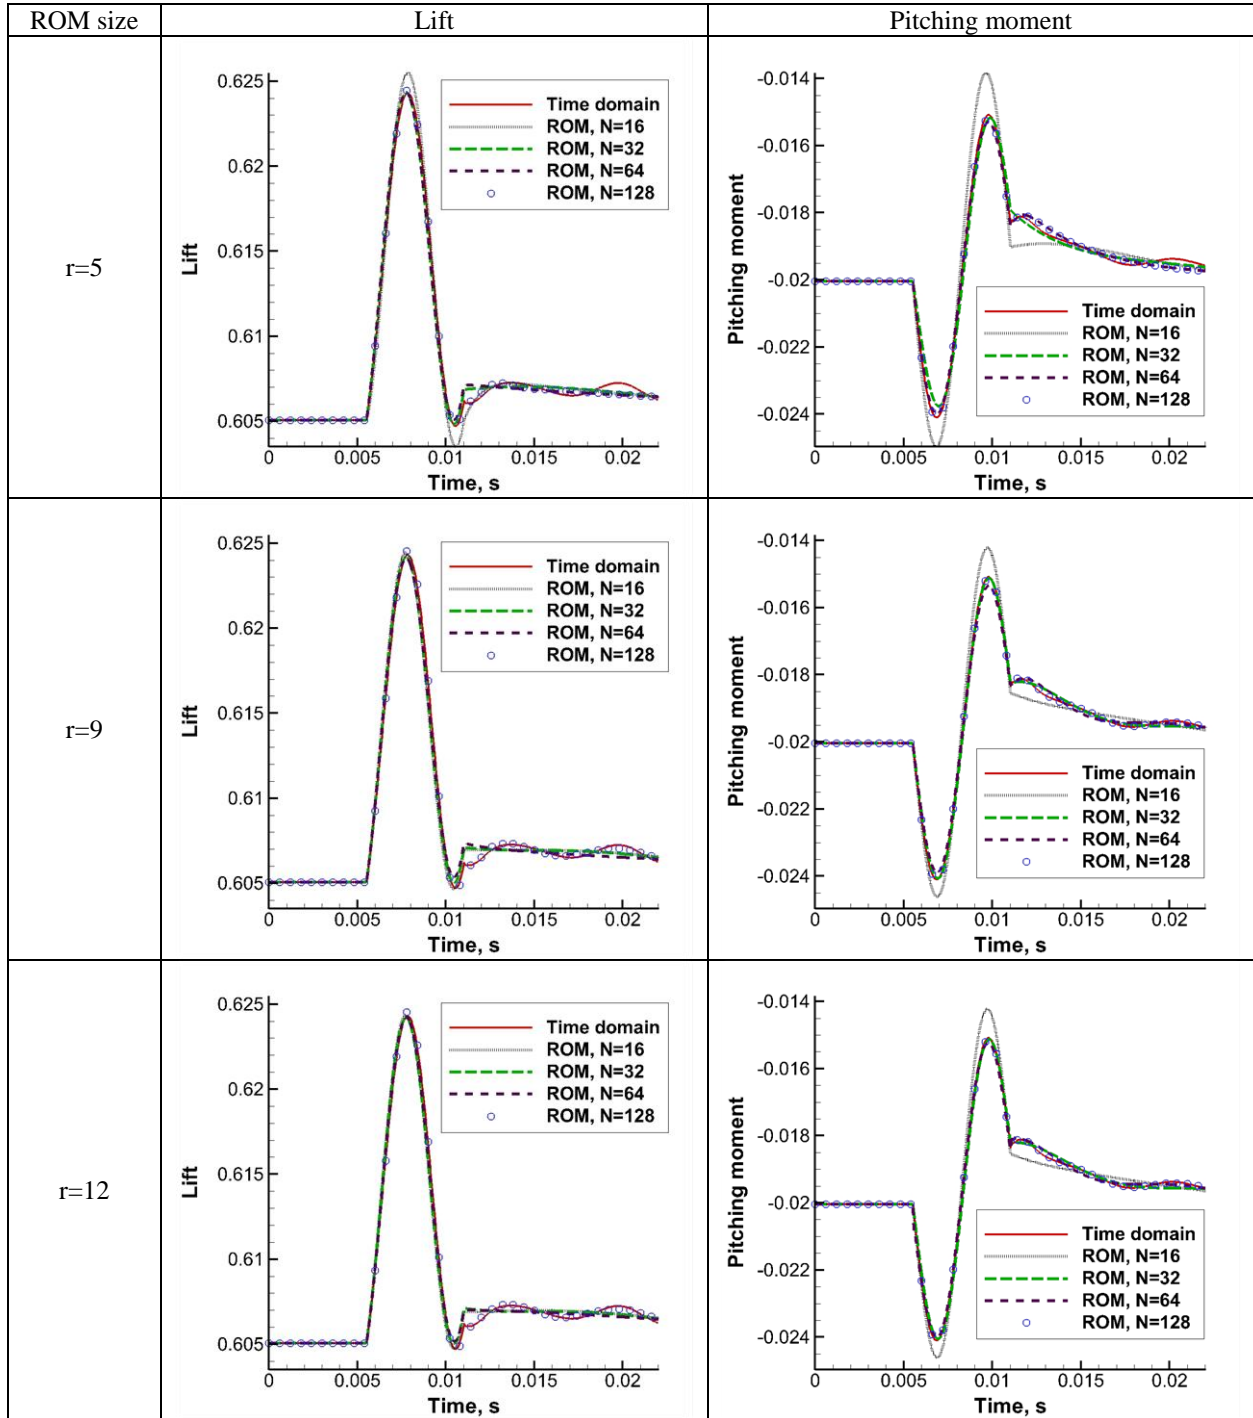 ROM size Lift Pitching moment
r=5
0.625
0.62
0.615
0.61
0.605
Lift
0 0.005 0.01 0.015 0.02
Time, s
Time domain
ROM, N=16
ROM, N=32
ROM, N=64
ROM, N=128
-0.014
-0.016
-0.018
-0.02
-0.022
-0.024
Pitching moment
0 0.005 0.01 0.015 0.02
Time, s
Time domain
ROM, N=16
ROM, N=32
ROM, N=64
ROM, N=128
r=9
0.625
0.62
0.615
0.61
0.605
Lift
0 0.005 0.01 0.015 0.02
Time, s
Time domain
ROM, N=16
ROM, N=32
ROM, N=64
ROM, N=128
-0.014
-0.016
-0.018
-0.02
-0.022
-0.024
Pitching moment
0 0.005 0.01 0.015 0.02
Time, s
Time domain
ROM, N=16
ROM, N=32
ROM, N=64
ROM, N=128
r=12
0.625
0.62
0.615
0.61
0.605
Lift
0 0.005 0.01 0.015 0.02
Time, s
Time domain
ROM, N=16
ROM, N=32
ROM, N=64
ROM, N=128
-0.014
-0.016
-0.018
-0.02
-0.022
-0.024
Pitching moment
0 0.005 0.01 0.015 0.02
Time, s
Time domain
ROM, N=16
ROM, N=32
ROM, N=64
ROM, N=128